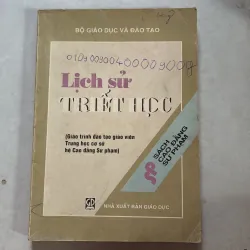 BỘ GIÁO DỤC VÀ ĐÀO TẠO
Lịch sử
TRIẾT HỌC
(Giáo trình đào tạo giáo viên
Trung học cơ sở
hệ Cao đẳng Sư phạm)
SÁCH
CAO ĐẲNG
SƯ PHẠM
NHÀ XUẤT BẢN GIÁO DỤC